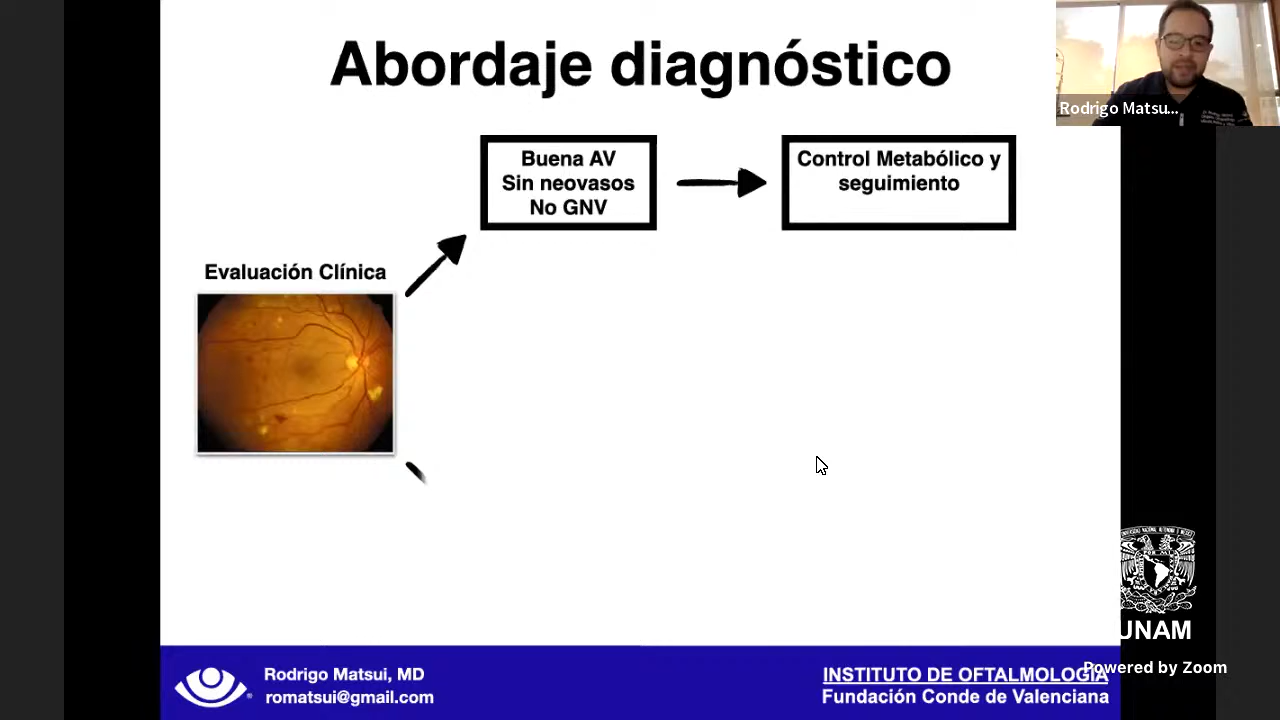 Abordaje diagnóstico
Rodrigo Matsu...
Buena AV
Sin neovasos
No GNV
Control Metabólico y
seguimiento
Evaluación Clínica
UNAM
Powered by Zoom
Rodrigo Matsui, MD
romatsui@gmail.com
INSTITUTO DE OFTALMOLOGÍA
Fundación Conde de Valenciana